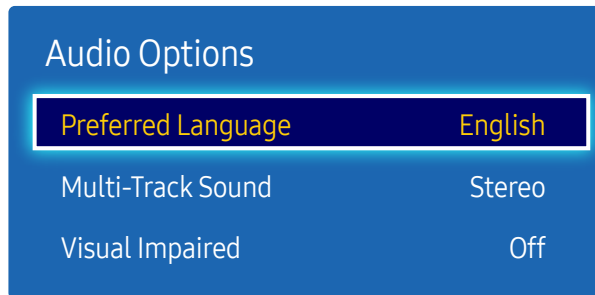 Audio Options
Preferred Language English
Multi-Track Sound Stereo
Visual Impaired Off